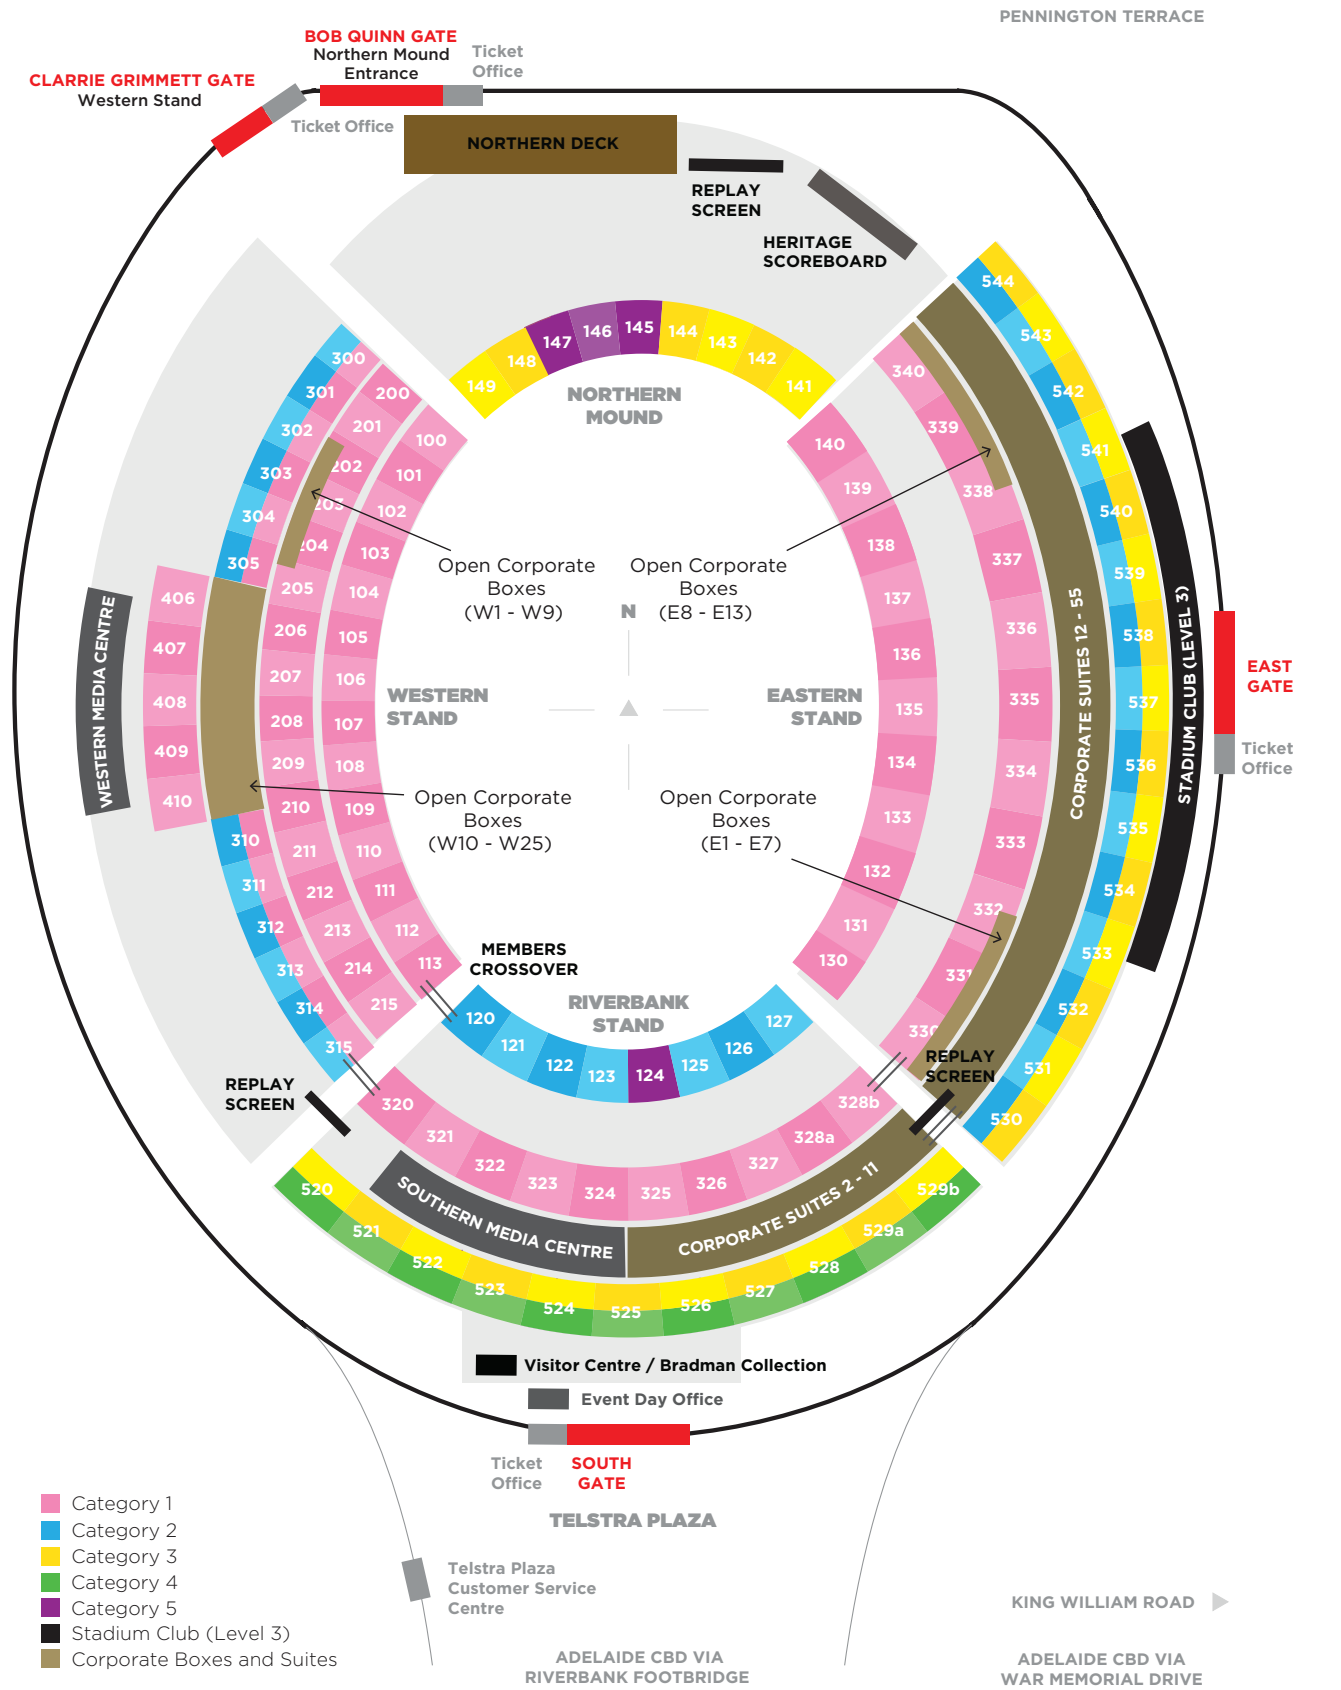 PENNINGTON TERRACE
BOB QUINN GATE
Northern Mound
Entrance
Ticket
Office
CLARRIE GRIMMETT GATE
Western Stand
Ticket Office
NORTHERN DECK
REPLAY
SCREEN
HERITAGE
SCOREBOARD
149
148
147
146
145
144
143
142
141
NORTHERN
MOUND
300
301
302
303
304
305
200
201
202
203
204
205
206
207
208
209
210
211
212
213
214
215
100
101
102
103
104
105
106
107
108
109
110
111
112
113
406
407
408
409
410
310
311
312
313
314
315
WESTERN MEDIA CENTRE
WESTERN
STAND
Open Corporate
Boxes
(W1 - W9)
Open Corporate
Boxes
(E8 - E13)
N
Open Corporate
Boxes
(W10 - W25)
Open Corporate
Boxes
(E1 - E7)
EASTERN
STAND
140
139
138
137
136
135
134
133
132
131
130
340
339
338
337
336
335
334
333
332
331
330
CORPORATE SUITES 12 - 55
544
543
542
541
540
539
538
537
536
535
534
533
532
531
530
STADIUM CLUB (LEVEL 3)
EAST
GATE
Ticket
Office
MEMBERS
CROSSOVER
RIVERBANK
STAND
120
121
122
123
124
125
126
127
REPLAY
SCREEN
REPLAY
SCREEN
320
321
322
323
324
325
326
327
328a
328b
SOUTHERN MEDIA CENTRE
CORPORATE SUITES 2 - 11
520
521
522
523
524
525
526
527
528
529a
529b
Visitor Centre / Bradman Collection
Event Day Office
Ticket
Office
SOUTH
GATE
TELSTRA PLAZA
Telstra Plaza
Customer Service
Centre
Category 1
Category 2
Category 3
Category 4
Category 5
Stadium Club (Level 3)
Corporate Boxes and Suites
ADELAIDE CBD VIA
RIVERBANK FOOTBRIDGE
KING WILLIAM ROAD
ADELAIDE CBD VIA
WAR MEMORIAL DRIVE